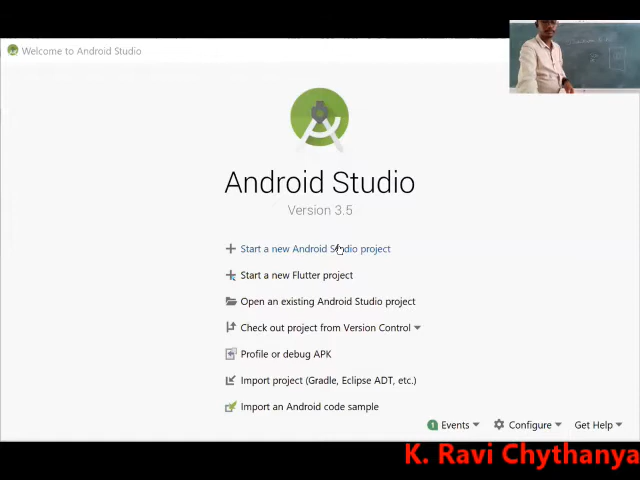 Welcome to Android Studio
Android Studio
Version 3.5
Start a new Android Studio project
Start a new Flutter project
Open an existing Android Studio project
Check out project from Version Control
Profile or debug APK
Import project (Gradle, Eclipse ADT, etc.)
Import an Android code sample
1 Events Configure Get Help
K. Ravi Chythanya